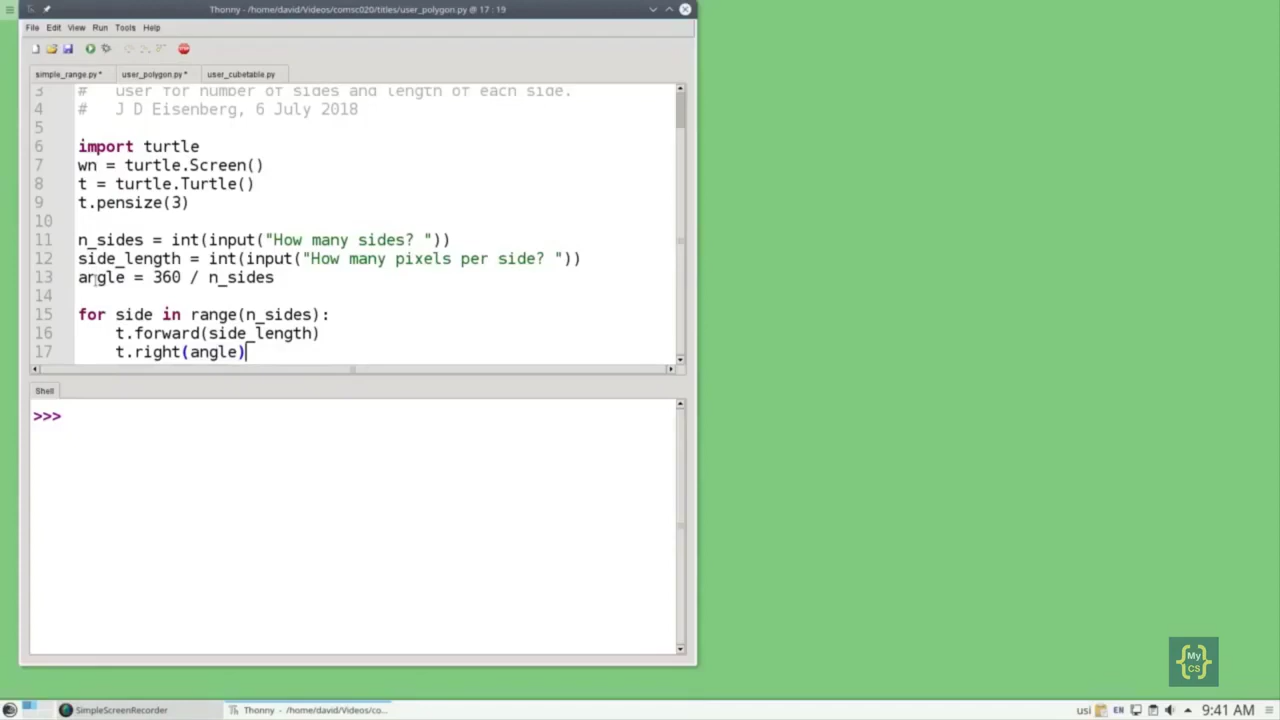 Thonny - /home/david/Videos/comsc020/titles/user_polygon.py @ 17 : 19
File Edit View Run Tools Help
simple_range.py * user_polygon.py * user_cubetable.py
3 # user for number of sides and length of each side.
4 # J D Eisenberg, 6 July 2018
5
6 import turtle
7 wn = turtle.Screen()
8 t = turtle.Turtle()
9 t.pensize(3)
10
11 n_sides = int(input("How many sides? "))
12 side_length = int(input("How many pixels per side? "))
13 angle = 360 / n_sides
14
15 for side in range(n_sides):
16 t.forward(side_length)
17 t.right(angle)
Shell
>>>
My
CS
SimpleScreenRecorder Thonny - /home/david/Videos/co... usi EN 9:41 AM